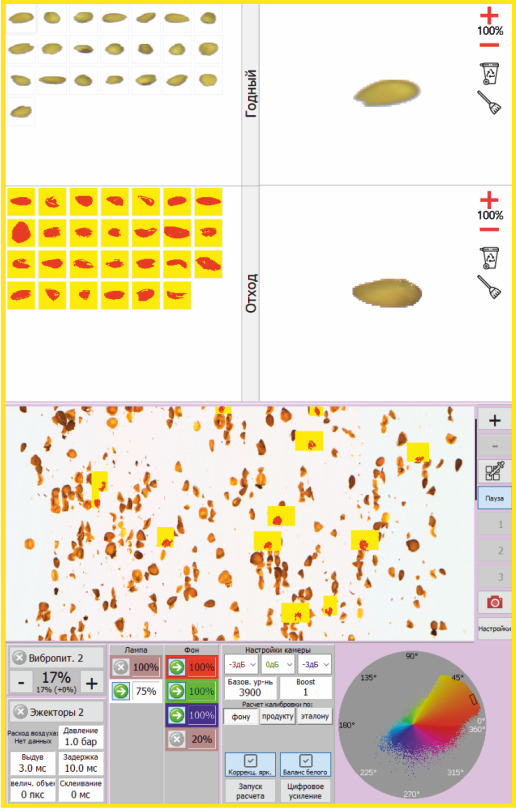 100%
Годный
100%
Отход
+
-
Пауза
1
2
3
Настройки
Вибропит. 2
- 17% +
17% (+0%)
Эжекторы 2
Расход воздуха:
Нет данных
Давление
1.0 бар
Выдув
3.0 мс
Задержка
10.0 мс
велич. объек
0 пкс
Склеивание
0 мс
Лампа
100%
75%
Фон
100%
100%
100%
20%
Настройки камеры
-3дБ
0дБ
-3дБ
Базов. ур-нь
3900
Boost
1
Расчет калибровки по:
фону
продукту
эталону
Коррекц. ярк.
Баланс белого
Запуск
расчета
Цифровое
усиление
90°
135°
45°
180°
0°
360°
225°
315°
270°